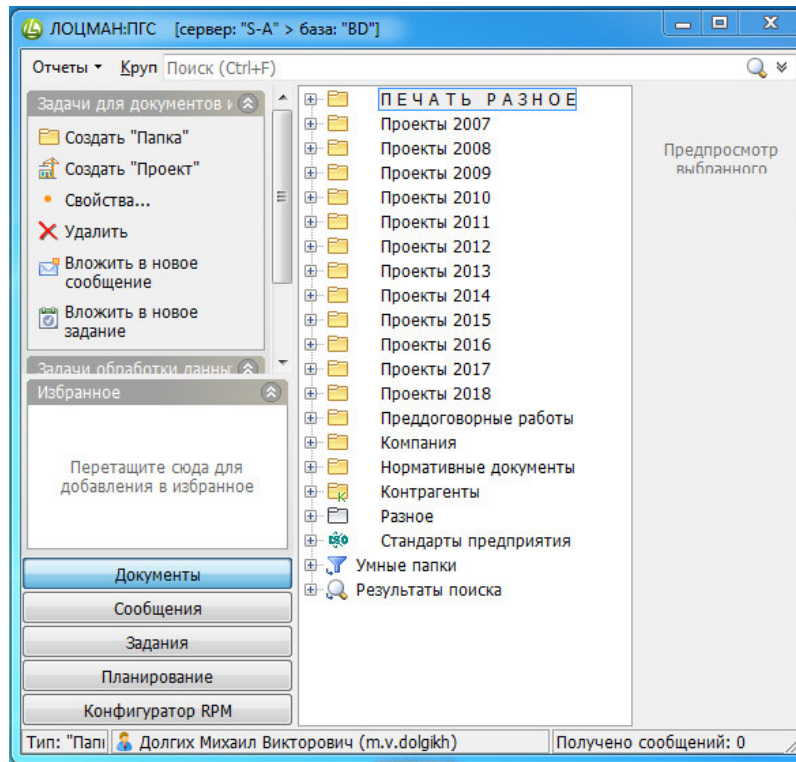 ЛОЦМАН:ПГС [сервер: "S-A" > база: "BD"]
Отчеты Круп Поиск (Ctrl+F)
Задачи для документов и
Создать "Папка"
Создать "Проект"
Свойства...
Удалить
Вложить в новое
сообщение
Вложить в новое
задание
Задачи обработки данны
Избранное
Перетащите сюда для
добавления в избранное
Документы
Сообщения
Задания
Планирование
Конфигуратор RPM
П Е Ч А Т Ь Р А З Н О Е
Проекты 2007
Проекты 2008
Проекты 2009
Проекты 2010
Проекты 2011
Проекты 2012
Проекты 2013
Проекты 2014
Проекты 2015
Проекты 2016
Проекты 2017
Проекты 2018
Преддоговорные работы
Компания
Нормативные документы
Контрагенты
Разное
Стандарты предприятия
Умные папки
Результаты поиска
Предпросмотр
выбранного
Тип: "Папı Долгих Михаил Викторович (m.v.dolgikh) Получено сообщений: 0